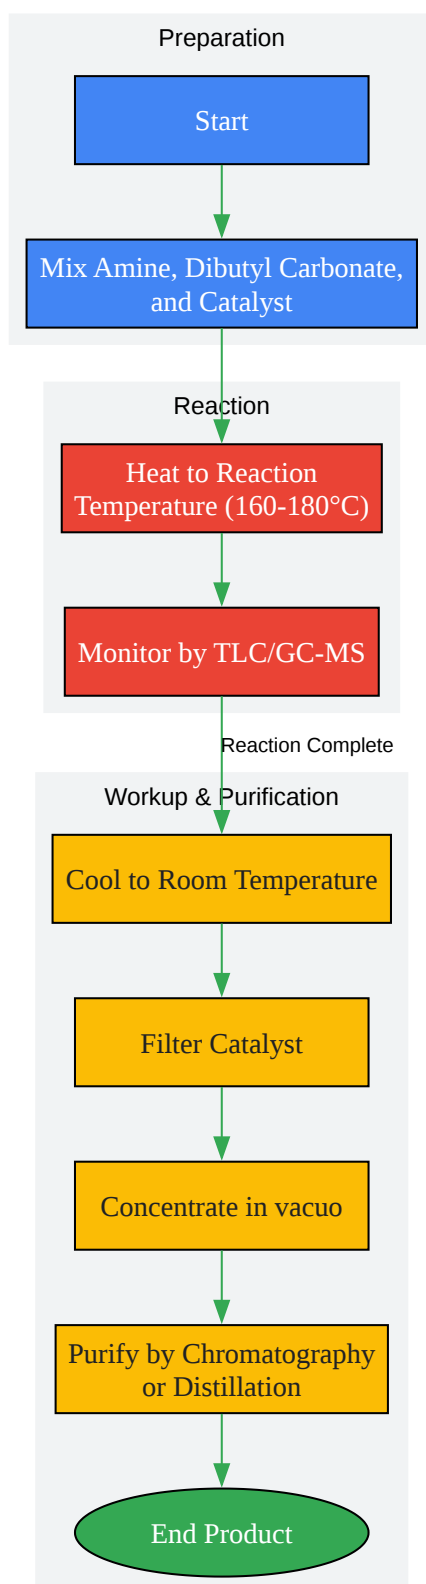 Preparation
Start
Mix Amine, Dibutyl Carbonate,
and Catalyst
Reaction
Heat to Reaction
Temperature (160-180°C)
Monitor by TLC/GC-MS
Reaction Complete
Workup & Purification
Cool to Room Temperature
Filter Catalyst
Concentrate in vacuo
Purify by Chromatography
or Distillation
End Product